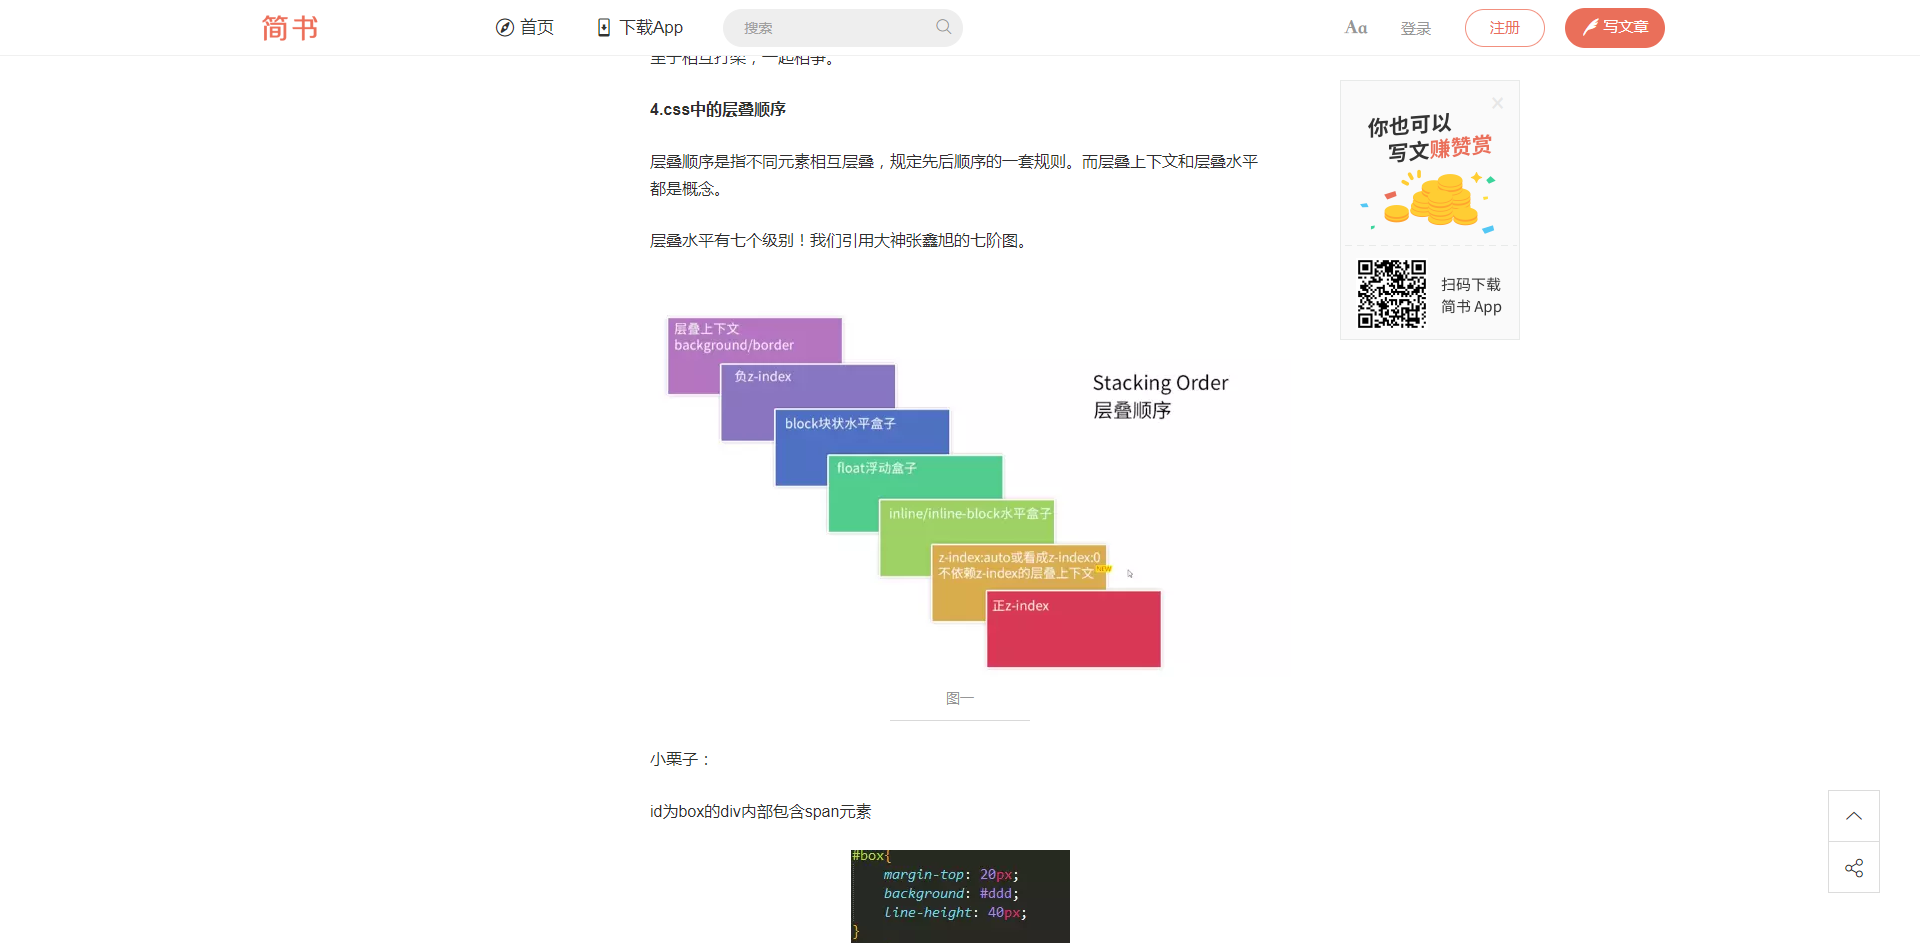 简书
首页
下载App
搜索
Aa
登录
注册
写文章
至于相互打架，一起相争。
4.css中的层叠顺序
层叠顺序是指不同元素相互层叠，规定先后顺序的一套规则。而层叠上下文和层叠水平
都是概念。
层叠水平有七个级别！我们引用大神张鑫旭的七阶图。
层叠上下文
background/border
负z-index
block块状水平盒子
float浮动盒子
inline/inline-block水平盒子
z-index:auto或看成z-index:0
不依赖z-index的层叠上下文
NEW
正z-index
Stacking Order
层叠顺序
图一
小栗子：
id为box的div内部包含span元素
#box{
margin-top: 20px;
background: #ddd;
line-height: 40px;
}
你也可以
写文赚赞赏
扫码下载
简书 App